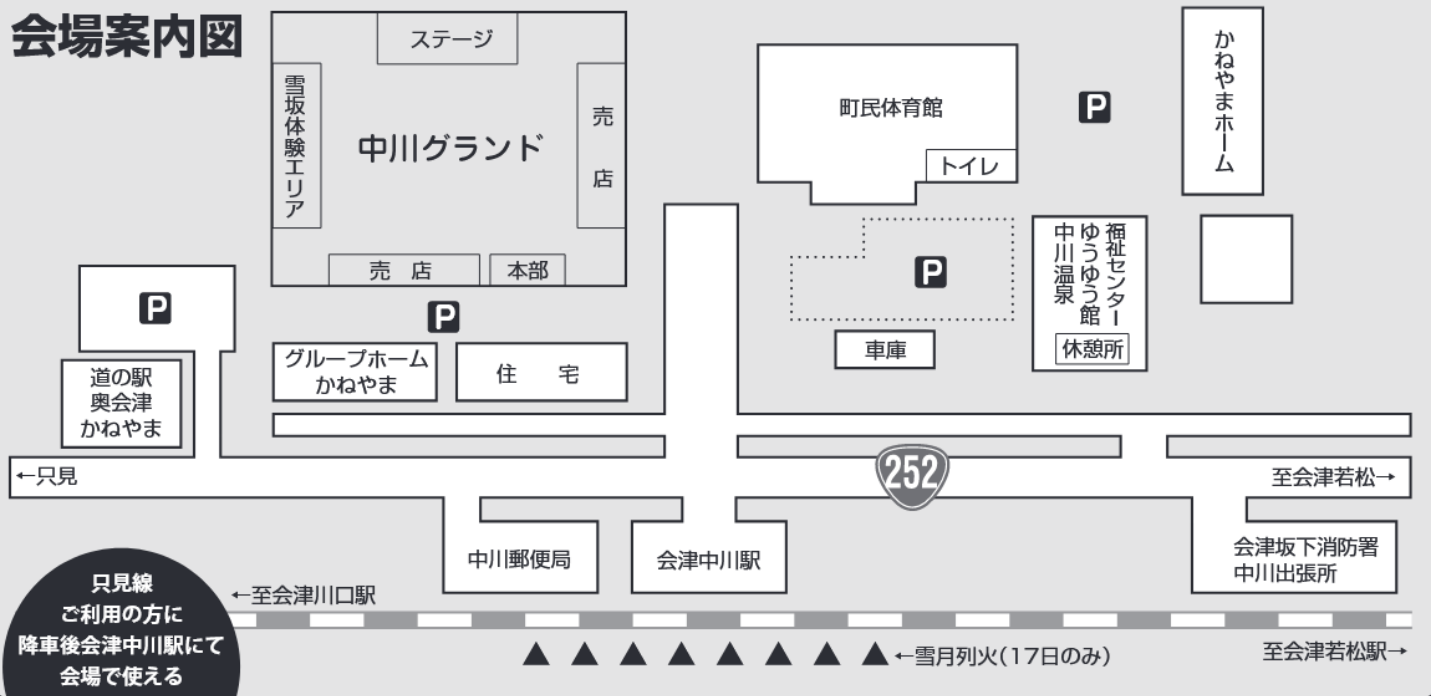 会場案内図
ステージ
雪坂体験エリア
中川グランド
売店
売 店
本部
P
町民体育館
トイレ
P
かねやまホーム
P
福祉センター
ゆうゆう館
中川温泉
休憩所
車庫
P
道の駅
奥会津
かねやま
グループホーム
かねやま
住 宅
←只見
252
至会津若松→
中川郵便局
会津中川駅
会津坂下消防署
中川出張所
只見線
ご利用の方に
降車後会津中川駅にて
会場で使える
←至会津川口駅
←雪月列火(17日のみ)
至会津若松駅→